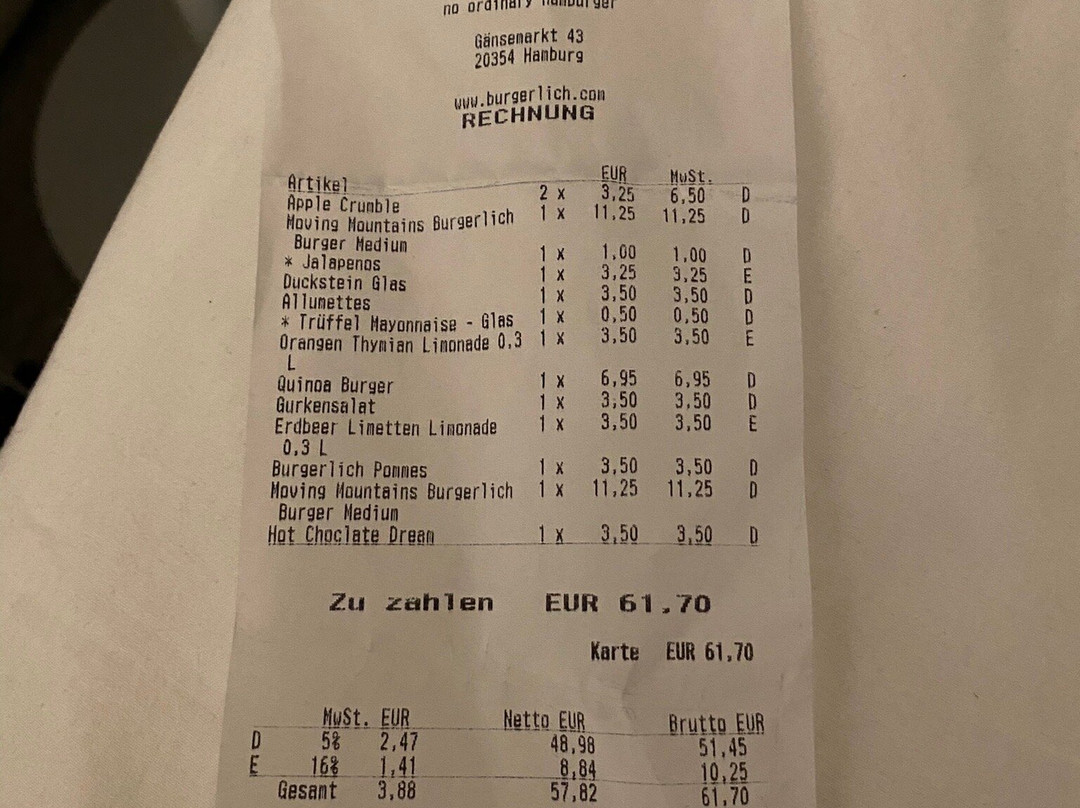 no ordinary hamburger
Gänsemarkt 43
20354 Hamburg
www.burgerlich.com
RECHNUNG
Artikel EUR MwSt.
Apple Crumble 2 x 3,25 6,50 D
Moving Mountains Burgerlich 1 x 11,25 11,25 D
Burger Medium
* Jalapenos 1 x 1,00 1,00 D
Duckstein Glas 1 x 3,25 3,25 E
Allumettes 1 x 3,50 3,50 D
* Trüffel Mayonnaise - Glas 1 x 0,50 0,50 D
Orangen Thymian Limonade 0,3 1 x 3,50 3,50 E
L
Quinoa Burger 1 x 6,95 6,95 D
Gurkensalat 1 x 3,50 3,50 D
Erdbeer Limetten Limonade 1 x 3,50 3,50 E
0,3 L
Burgerlich Pommes 1 x 3,50 3,50 D
Moving Mountains Burgerlich 1 x 11,25 11,25 D
Burger Medium
Hot Choclate Dream 1 x 3,50 3,50 D
Zu zahlen EUR 61,70
Karte EUR 61,70
MwSt. EUR Netto EUR Brutto EUR
D 5% 2,47 48,98 51,45
E 16% 1,41 8,84 10,25
Gesamt 3,88 57,82 61,70